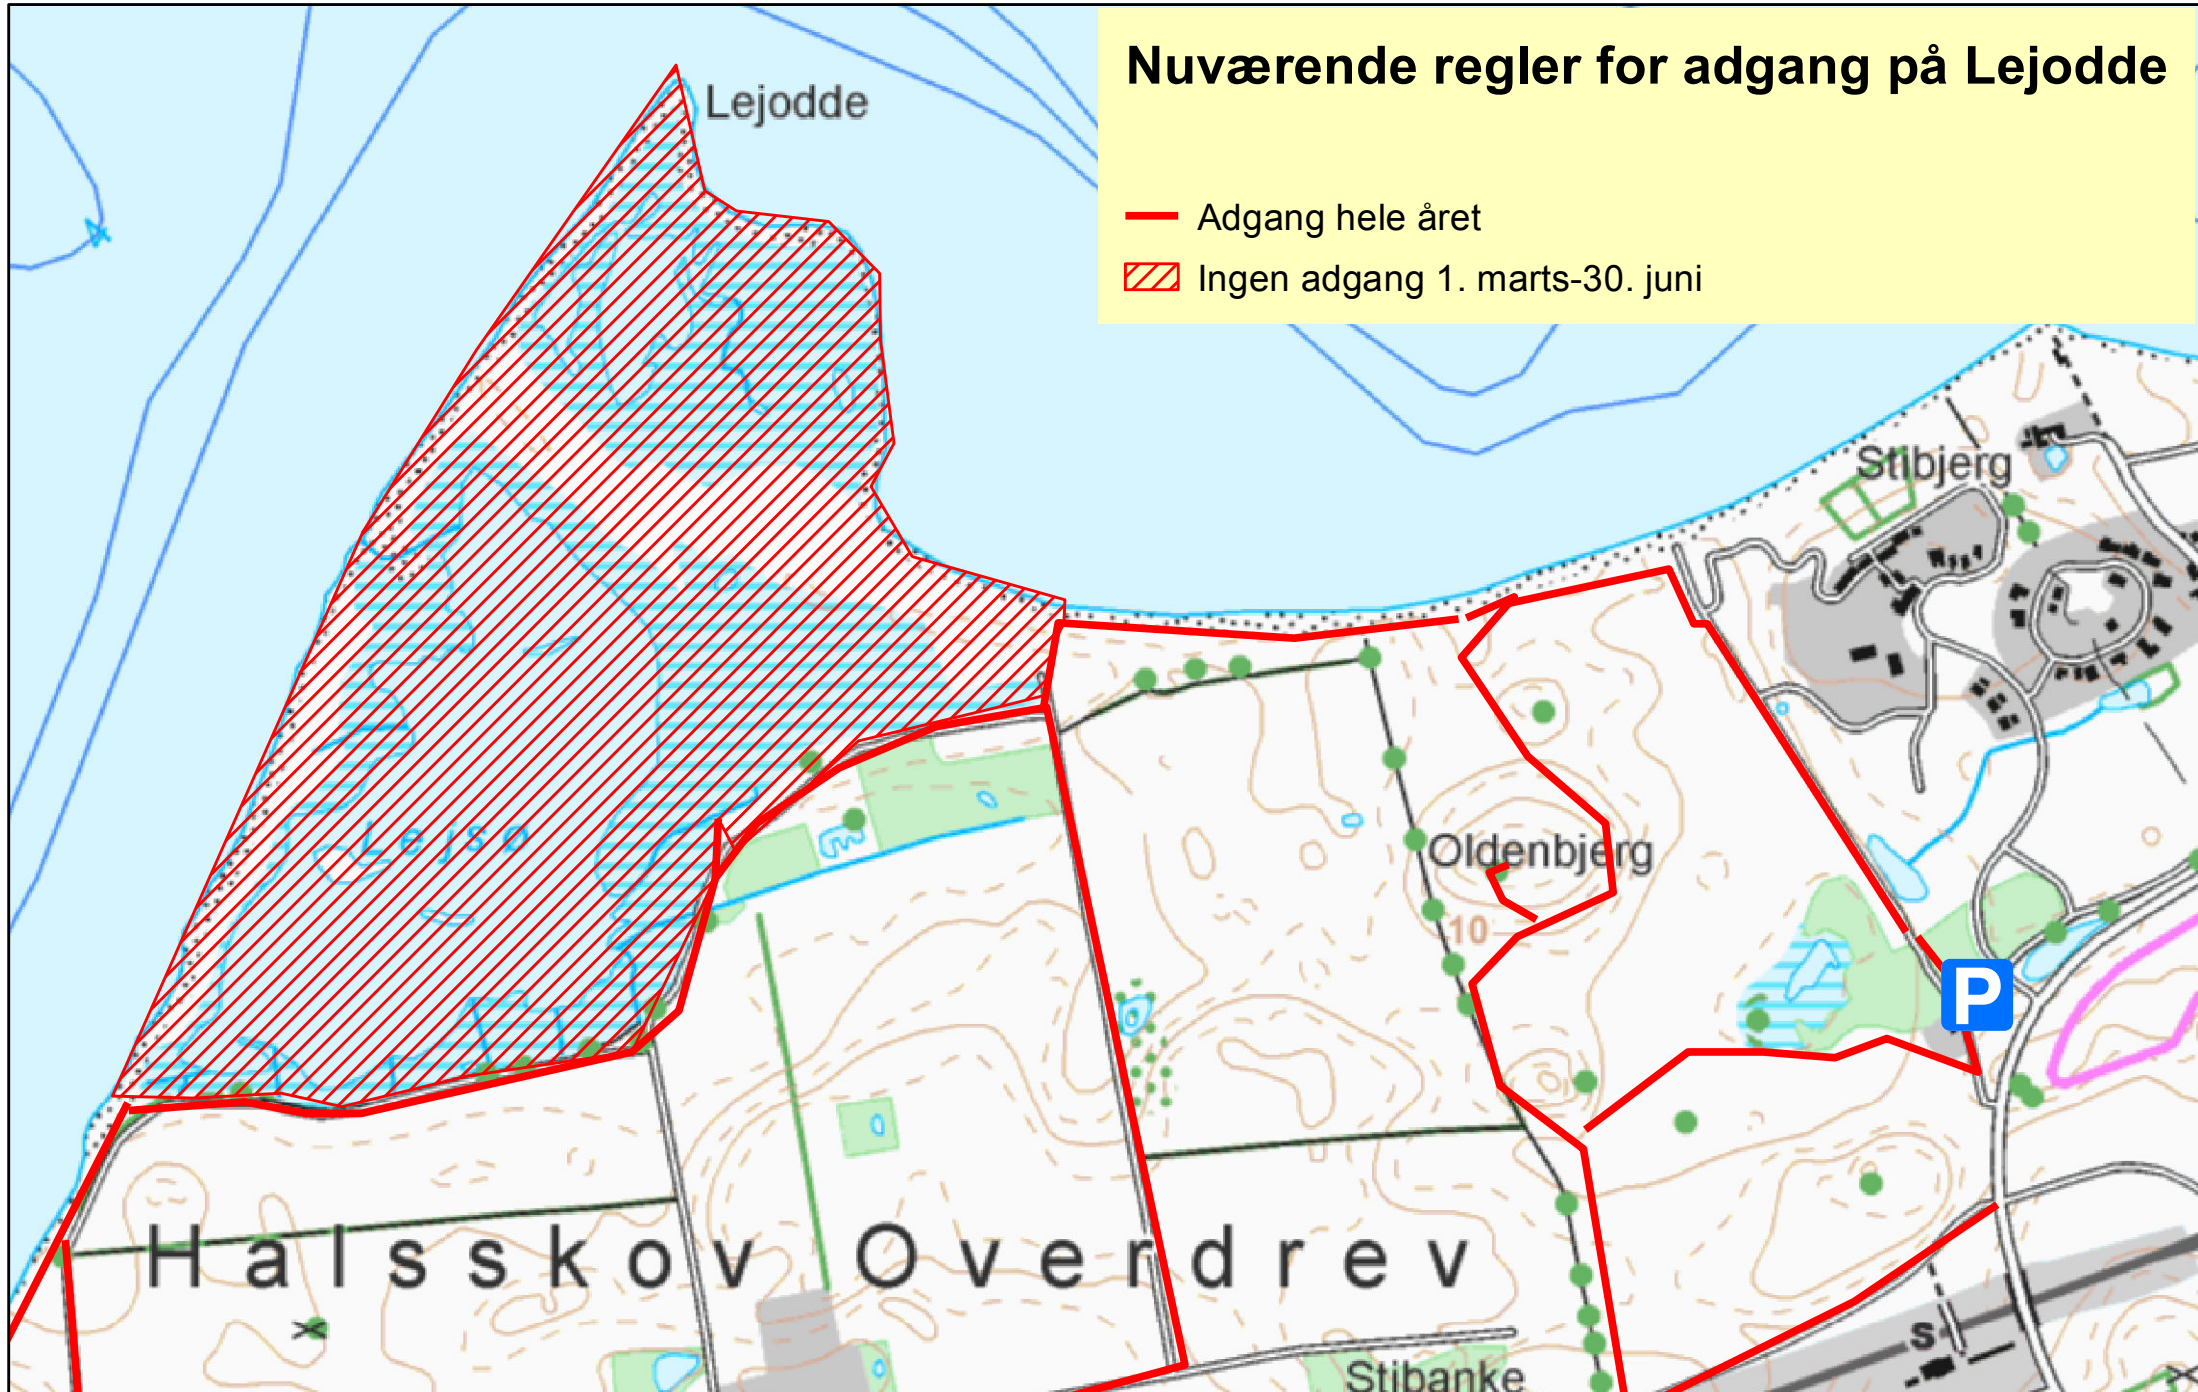 Nuværende regler for adgang på Lejodde
Adgang hele året
Ingen adgang 1. marts-30. juni
Lejodde
4
Stibjerg
Lejsø
Oldenbjerg
10
P
Halsskov Overdrev
S
Stibanke